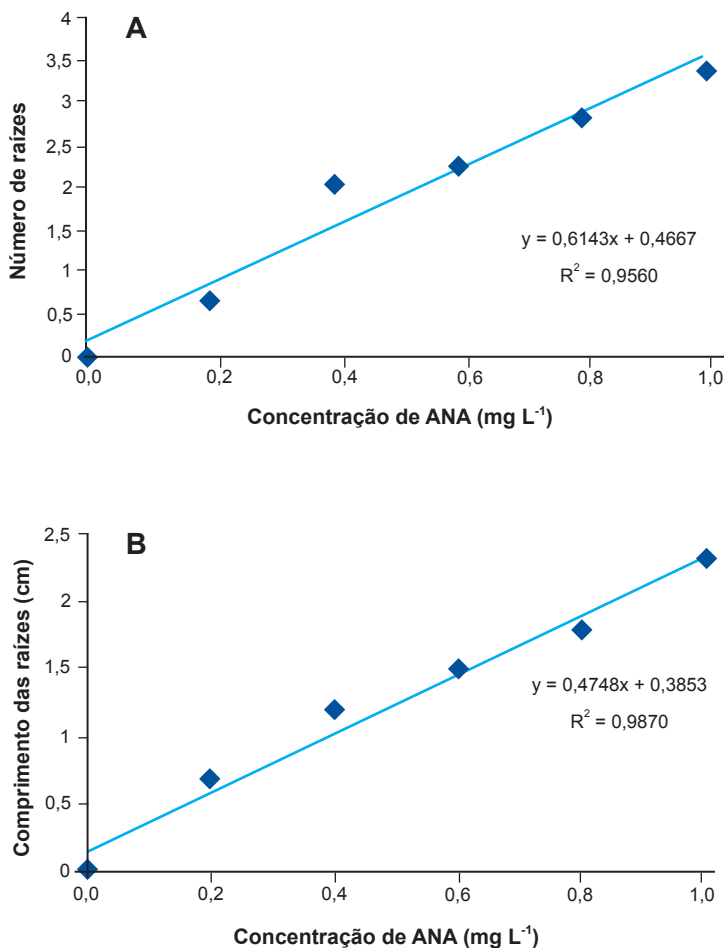 A
Número de raízes
4
3,5
3
2,5
2
1,5
1
0,5
0
y = 0,6143x + 0,4667
R² = 0,9560
0,0 0,2 0,4 0,6 0,8 1,0
Concentração de ANA (mg L⁻¹)
B
Comprimento das raízes (cm)
2,5
2
1,5
1
0,5
0
y = 0,4748x + 0,3853
R² = 0,9870
0,0 0,2 0,4 0,6 0,8 1,0
Concentração de ANA (mg L⁻¹)